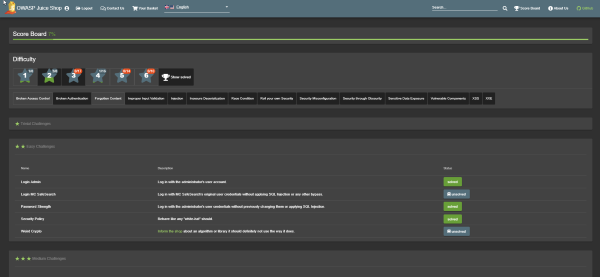 OWASP Juice Shop Logout Contact Us Your Basket English Search... Score Board About Us GitHub
Score Board 7%
Difficulty
1 2 3 4 5 6 Show solved
Broken Access Control Broken Authentication Forgotten Content Improper Input Validation Injection Insecure Deserialization Race Condition Roll your own Security Security Misconfiguration Security through Obscurity Sensitive Data Exposure Vulnerable Components XSS XXE
Trivial Challenges
Easy Challenges
Name Description Status
Login Admin Log in with the administrator's user account. solved
Login MC SafeSearch Log in with MC SafeSearch's original user credentials without applying SQL Injection or any other bypass. unsolved
Password Strength Log in with the administrator's user credentials without previously changing them or applying SQL Injection. solved
Security Policy Behave like any "white-hat" should. solved
Weird Crypto Inform the shop about an algorithm or library it should definitely not use the way it does. unsolved
Medium Challenges